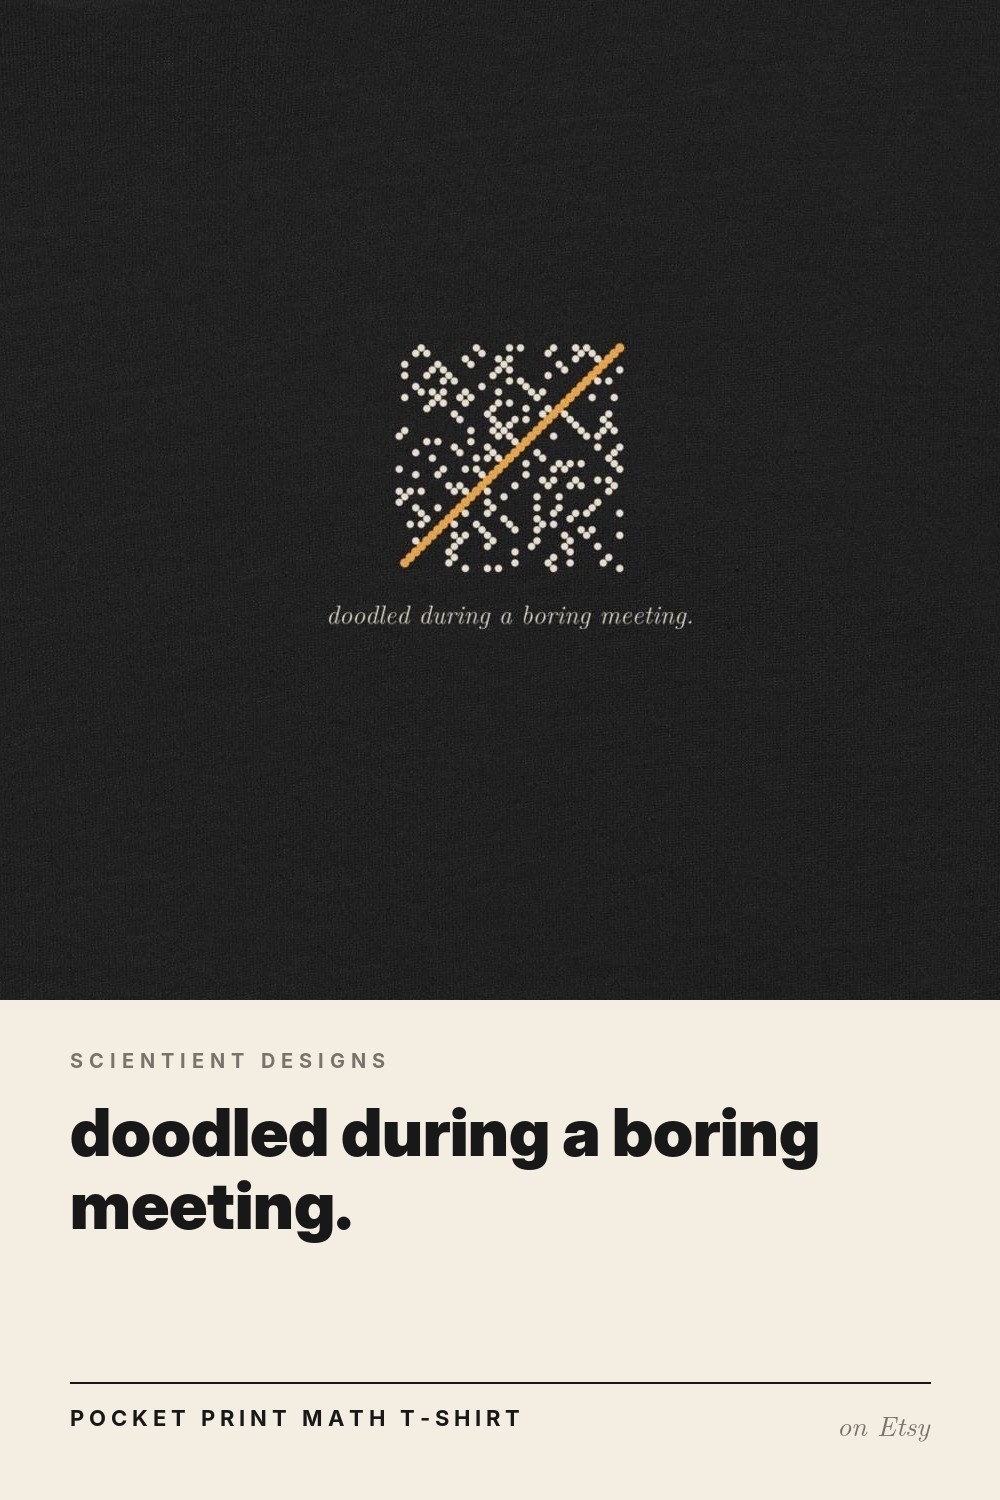 doodled during a boring meeting.
SCIENTIENT DESIGNS
doodled during a boring
meeting.
POCKET PRINT MATH T-SHIRT
on Etsy